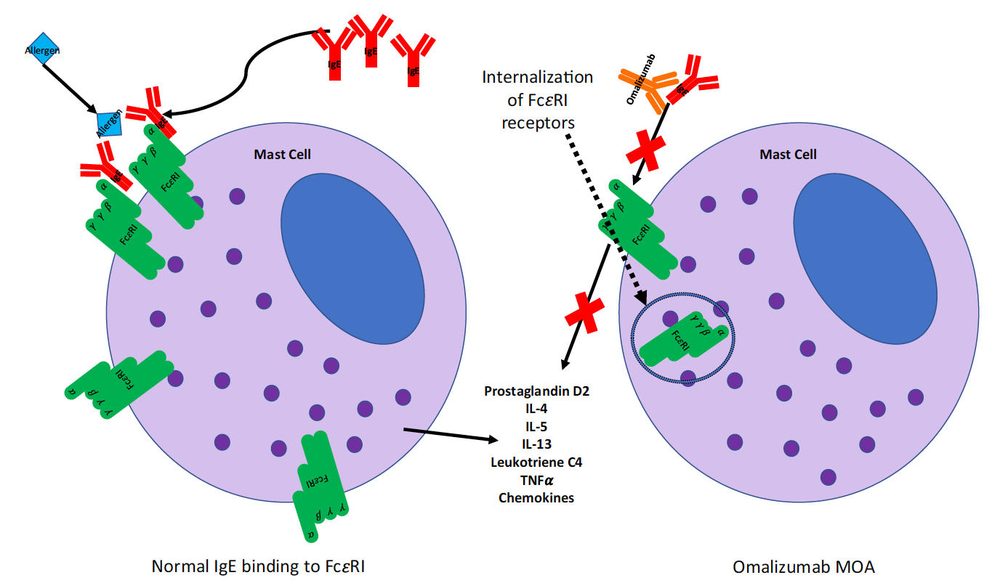 Allergen
IgE
IgE
IgE
Allergen
IgE
α
β
γ
γ
FcεRI
IgE
α
β
γ
γ
FcεRI
Mast Cell
FcεRI
α
β
γ
γ
FcεRI
γ
γ
β
α
Normal IgE binding to FcεRI
Internalization
of FcεRI
receptors
Omalizumab
IgE
Mast Cell
α
β
γ
γ
FcεRI
γ
γ
β
α
FcεRI
Prostaglandin D2
IL-4
IL-5
IL-13
Leukotriene C4
TNFα
Chemokines
Omalizumab MOA